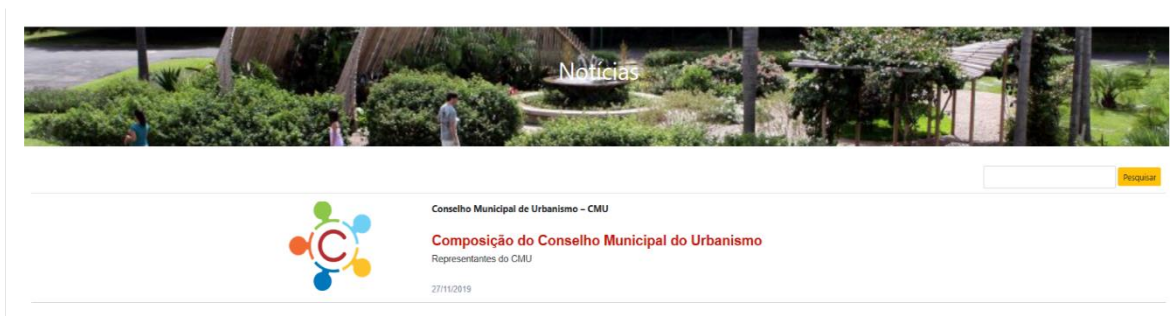 Notícias
Pesquisar
Conselho Municipal de Urbanismo – CMU
C
Composição do Conselho Municipal do Urbanismo
Representantes do CMU
27/11/2019